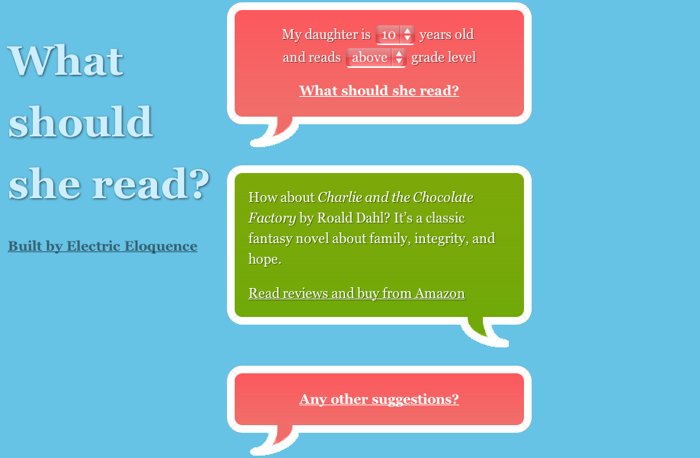 What
should
she read?
Built by Electric Eloquence
My daughter is 10 years old
and reads above grade level
What should she read?
How about Charlie and the Chocolate
Factory by Roald Dahl? It's a classic
fantasy novel about family, integrity, and
hope.
Read reviews and buy from Amazon
Any other suggestions?